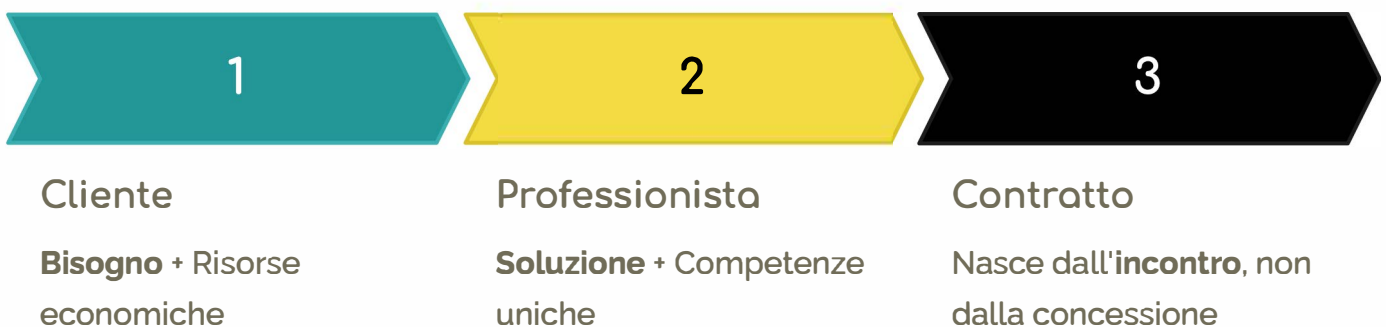 1
2
3
Cliente
Bisogno + Risorse
economiche
Professionista
Soluzione + Competenze
uniche
Contratto
Nasce dall'incontro, non
dalla concessione